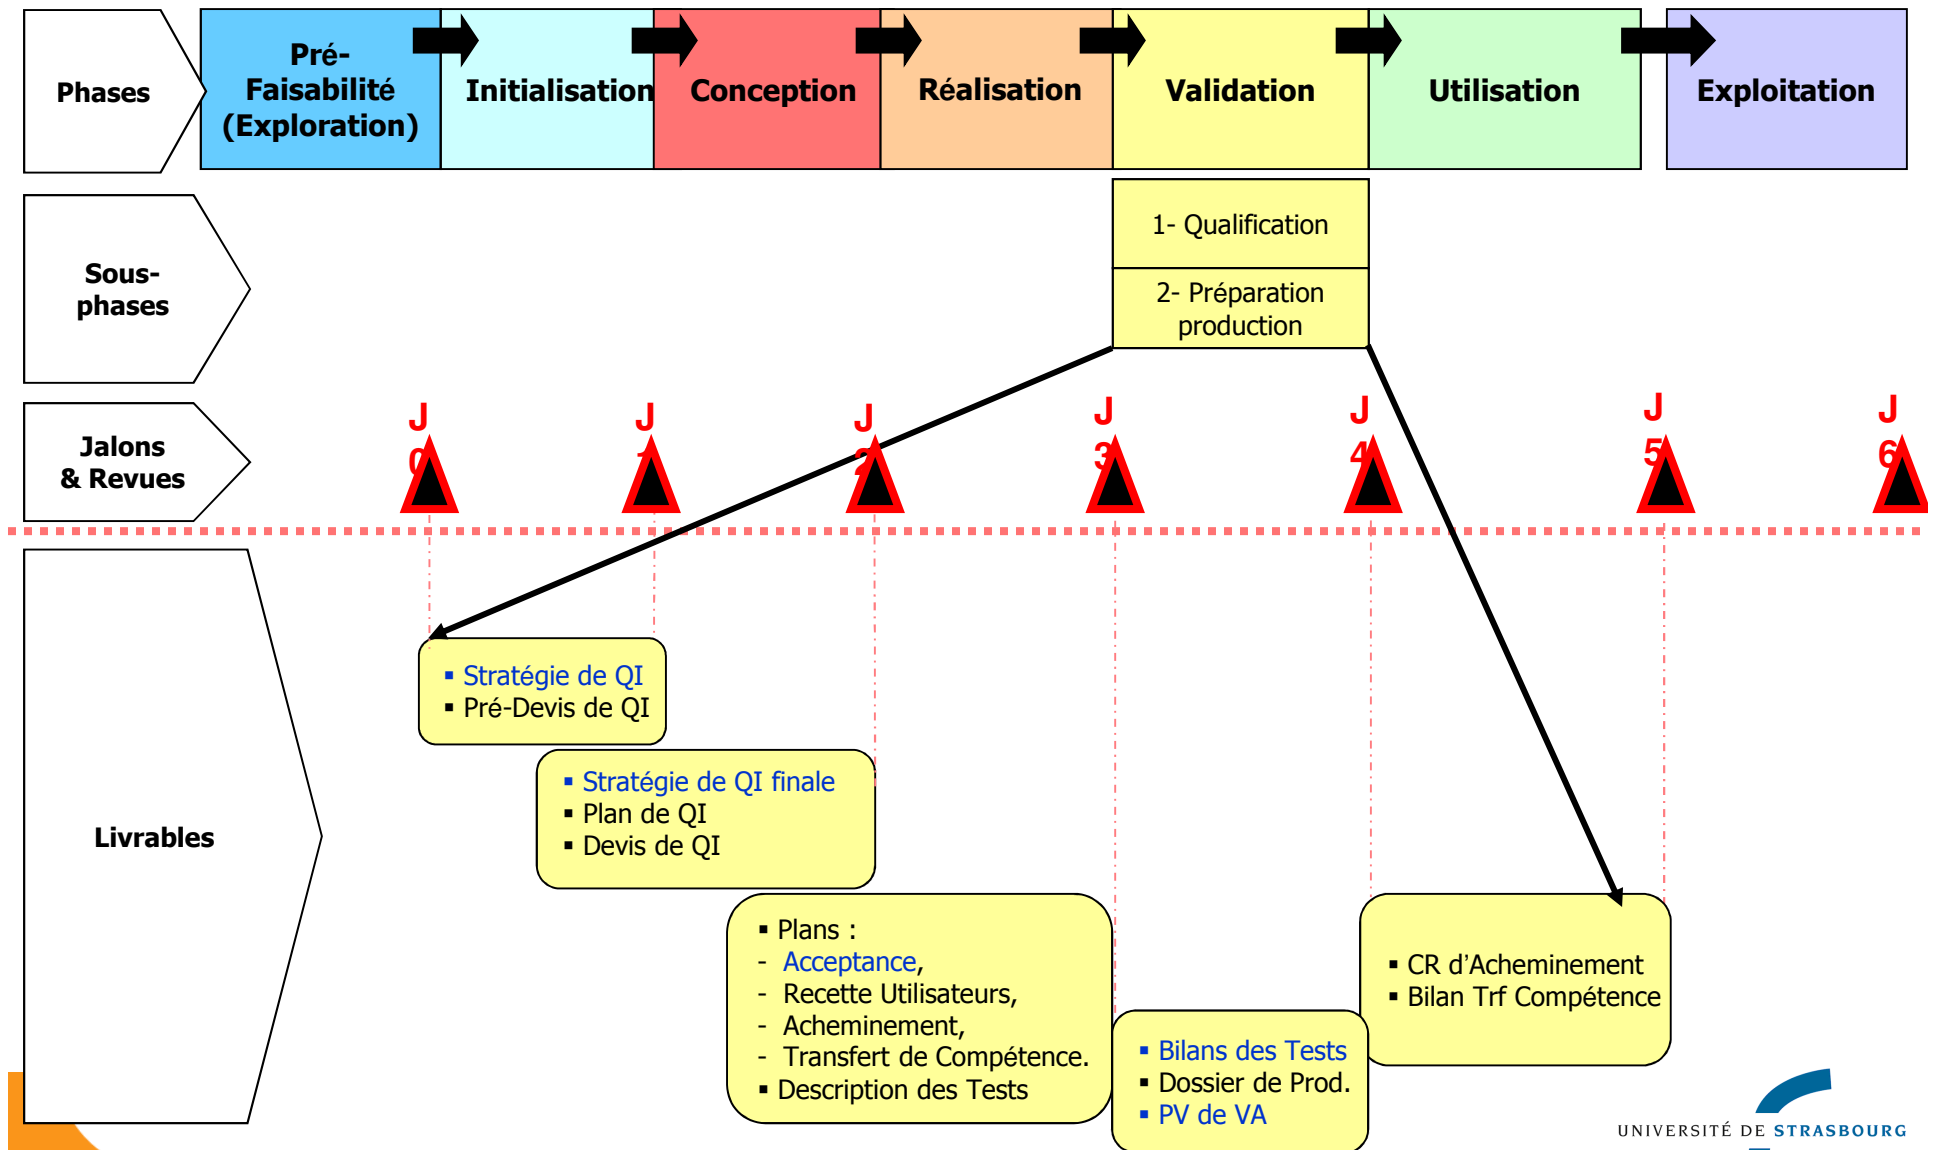 Phases
Pré-
Faisabilité
(Exploration)
Initialisation
Conception
Réalisation
Validation
Utilisation
Exploitation
Sous-
phases
1- Qualification
2- Préparation
production
Jalons
& Revues
J
0
J
1
J
2
J
3
J
4
J
5
J
6
Livrables
▪ Stratégie de QI
▪ Pré-Devis de QI
▪ Stratégie de QI finale
▪ Plan de QI
▪ Devis de QI
▪ Plans :
- Acceptance,
- Recette Utilisateurs,
- Acheminement,
- Transfert de Compétence.
▪ Description des Tests
▪ Bilans des Tests
▪ Dossier de Prod.
▪ PV de VA
▪ CR d’Acheminement
▪ Bilan Trf Compétence
UNIVERSITÉ DE STRASBOURG